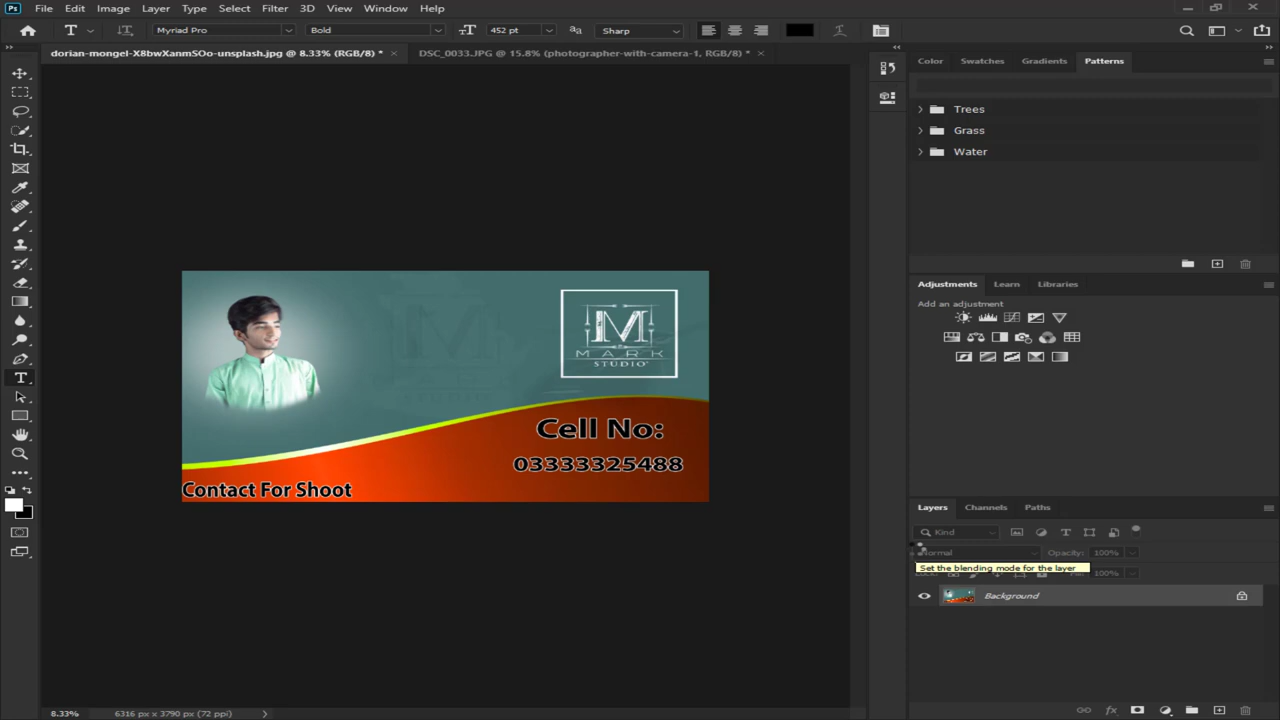 Ps File Edit Image Layer Type Select Filter 3D View Window Help
T Myriad Pro Bold 452 pt Sharp
dorian-mongel-X8bwXanmSOo-unsplash.jpg @ 8.33% (RGB/8) * × DSC_0033.JPG @ 15.8% (photographer-with-camera-1, RGB/8) * ×
Color Swatches Gradients Patterns
Trees
Grass
Water
Adjustments Learn Libraries
Add an adjustment
M
MARK
STUDIO
Cell No:
03333325488
Contact For Shoot
Layers Channels Paths
Kind
Normal Opacity: 100%
Set the blending mode for the layer
Lock: 100%
Background
8.33% 6316 px x 3790 px (72 ppi)